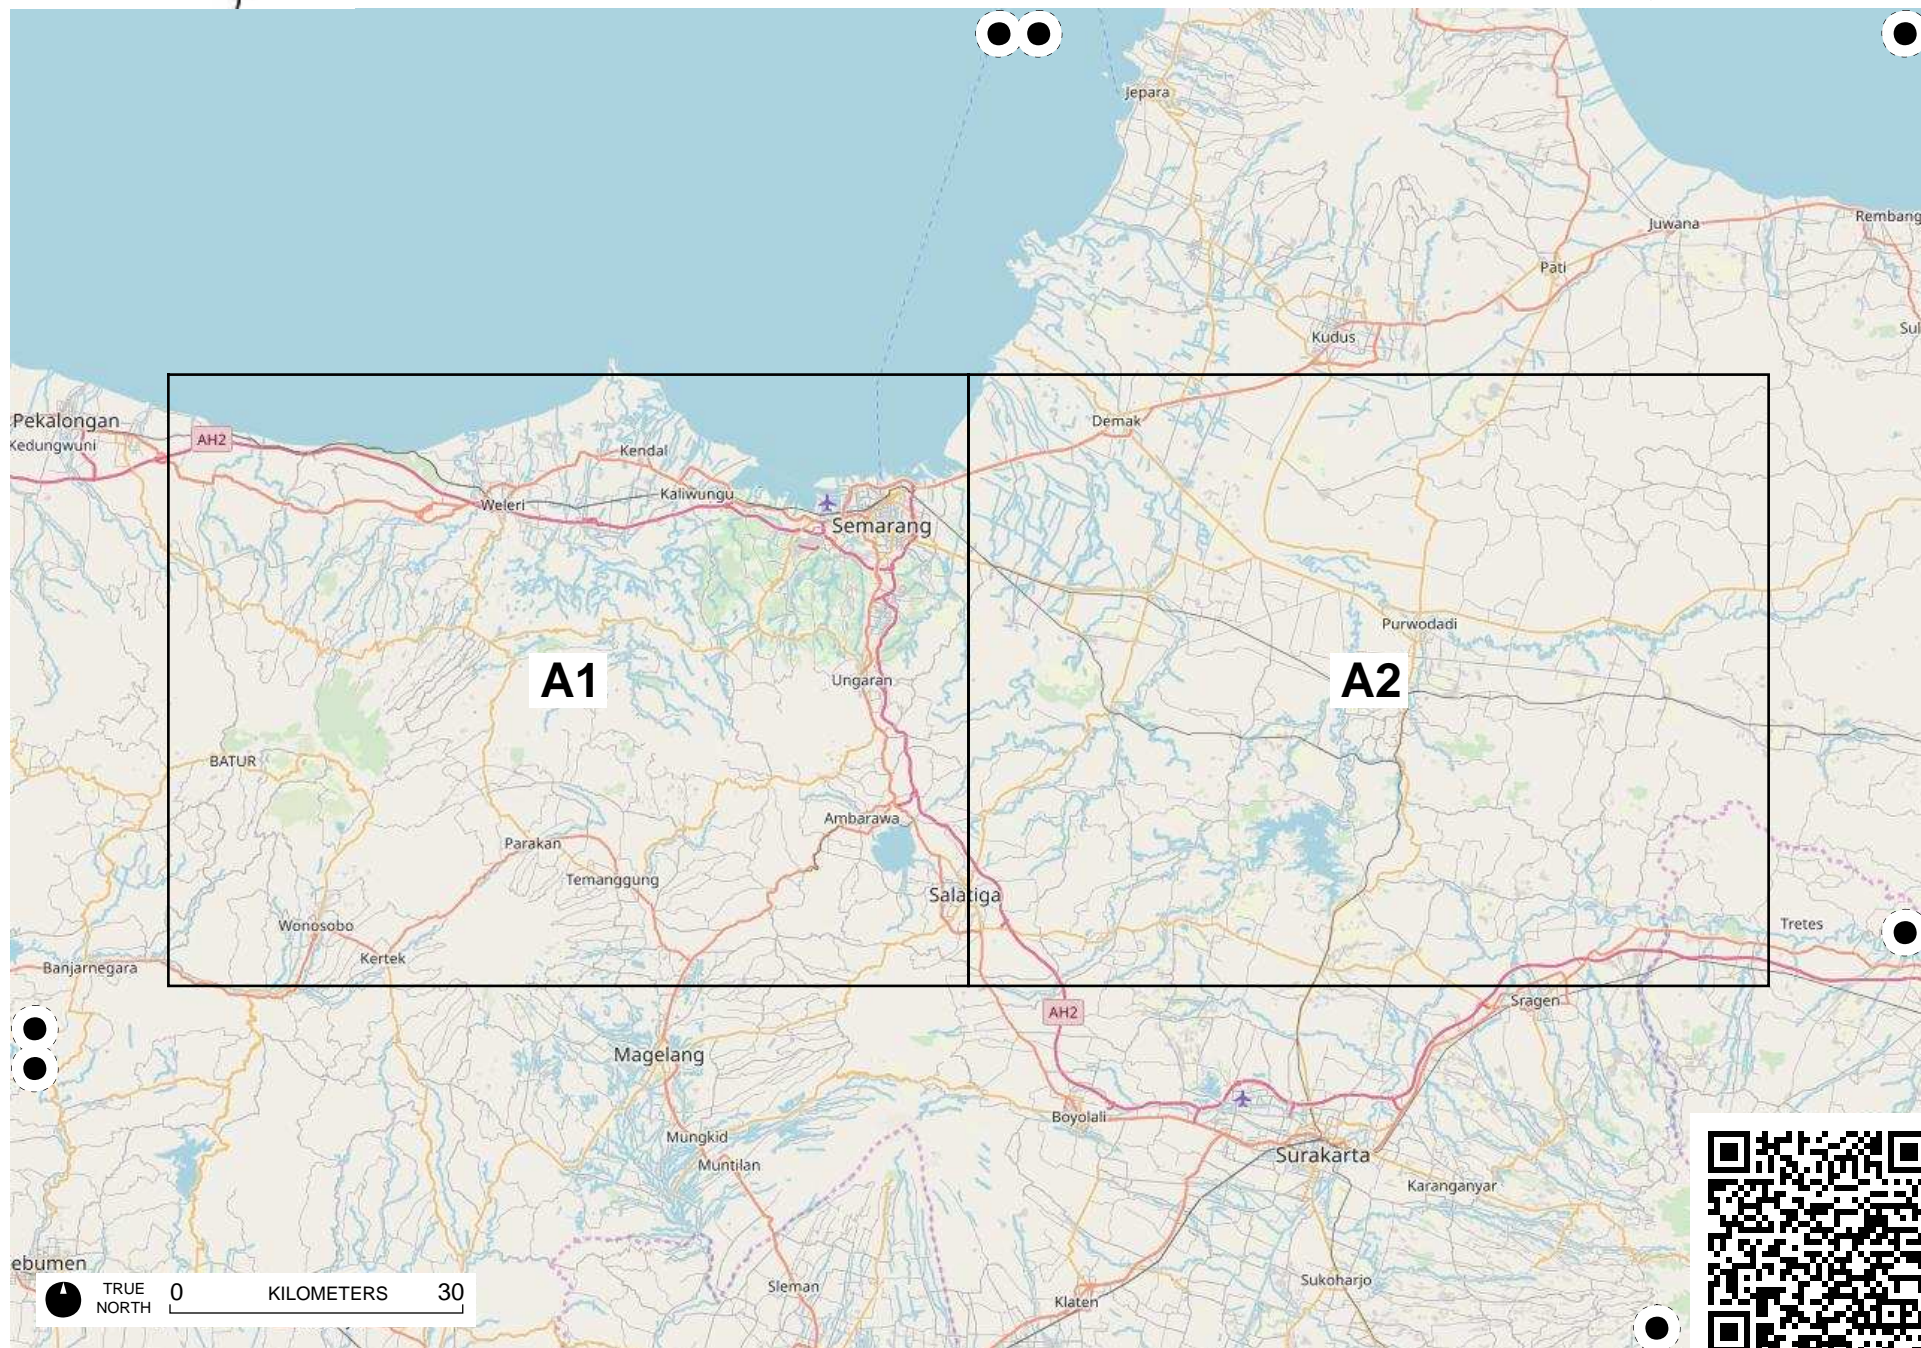 Jepara
Juwana
Rembang
Pati
Kudus
Sul
Pekalongan
Kedungwuni
AH2
Demak
Kendal
Weleri
Kaliwungu
Semarang
Purwodadi
A1
A2
Ungaran
BATUR
Ambarawa
Parakan
Temanggung
Salatiga
Wonosobo
Tretes
Kertek
Banjarnegara
Sragen
AH2
Magelang
Boyolali
Mungkid
Muntilan
Surakarta
Karanganyar
ebumen
Sleman
Sukoharjo
Klaten
TRUE
NORTH
0 KILOMETERS 30